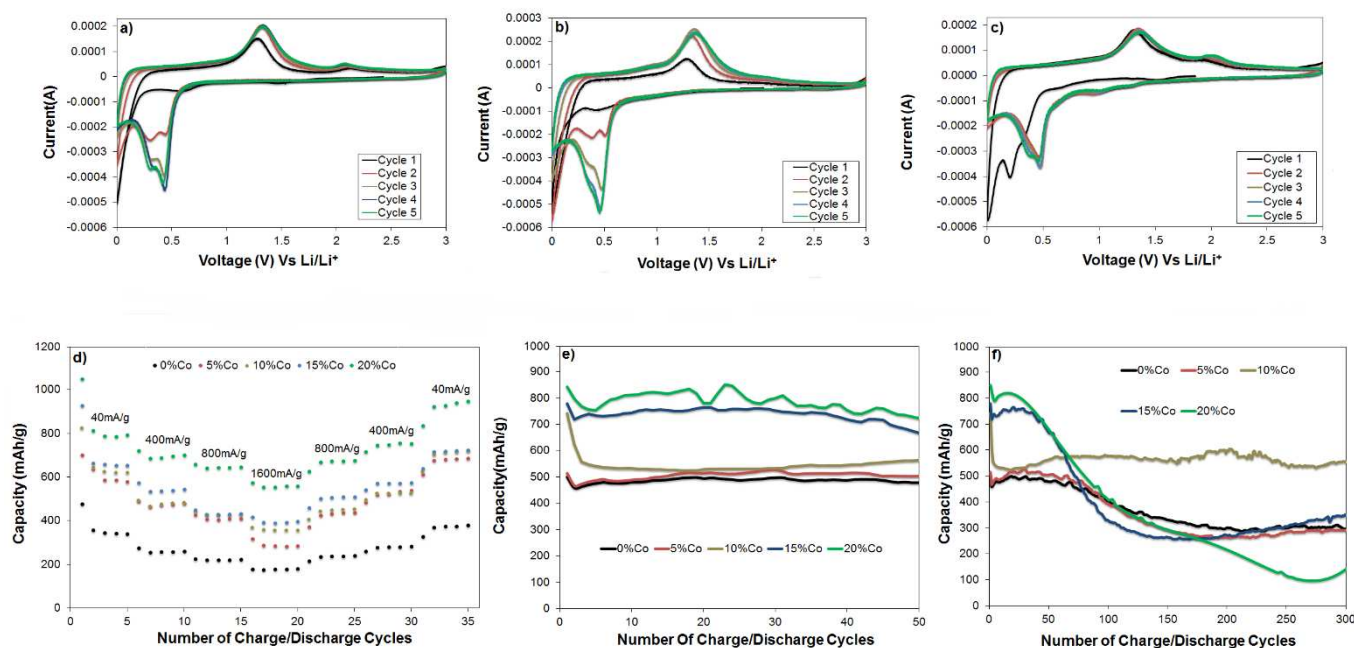 a)
0.0002
0.0001
0
-0.0001
-0.0002
-0.0003
-0.0004
-0.0005
-0.0006
Current(A)
0
0.5
1
1.5
2
2.5
3
Voltage (V) Vs Li/Li⁺
Cycle 1
Cycle 2
Cycle 3
Cycle 4
Cycle 5
b)
0.0003
0.0002
0.0001
0
-0.0001
-0.0002
-0.0003
-0.0004
-0.0005
-0.0006
Current (A)
0
0.5
1
1.5
2
2.5
3
Voltage (V) Vs Li/Li⁺
Cycle 1
Cycle 2
Cycle 3
Cycle 4
Cycle 5
c)
0.0002
0.0001
0.0000
-0.0001
-0.0002
-0.0003
-0.0004
-0.0005
-0.0006
Current (A)
0
0.5
1
1.5
2
2.5
3
Voltage (V) Vs Li/Li⁺
Cycle 1
Cycle 2
Cycle 3
Cycle 4
Cycle 5
d)
1200
1000
800
600
400
200
0
Capacity (mAh/g)
0%Co 5%Co 10%Co 15%Co 20%Co
40mA/g
400mA/g
800mA/g
1600mA/g
800mA/g
400mA/g
40mA/g
0 5 10 15 20 25 30 35
Number of Charge/Discharge Cycles
e)
1000
900
800
700
600
500
400
300
200
100
0
Capacity(mAh/g)
0%Co 5%Co 10%Co 15%Co 20%Co
0 10 20 30 40 50
Number Of Charge/Discharge Cycles
f)
1000
900
800
700
600
500
400
300
200
100
0
Capacity (mAh/g)
0%Co 5%Co 10%Co
15%Co 20%Co
0 50 100 150 200 250 300
Number of Charge/Discharge Cycles